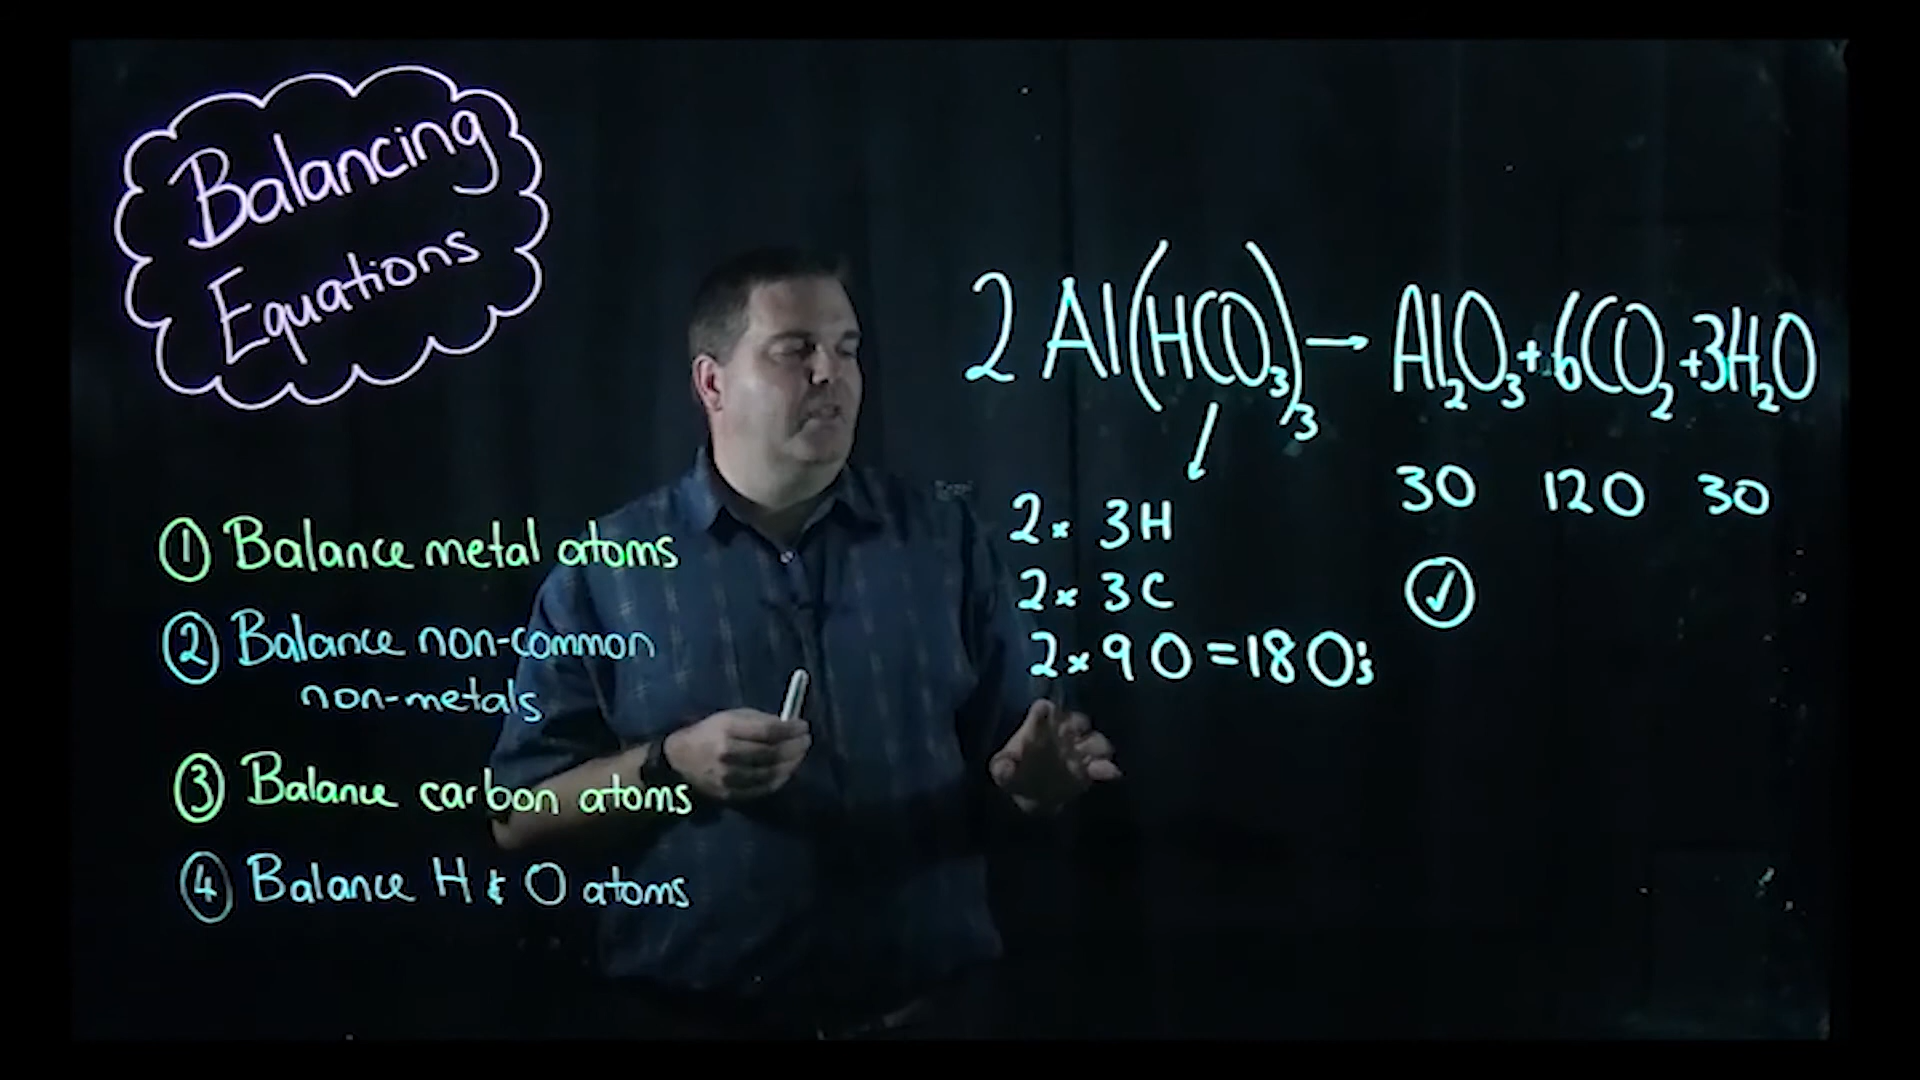 Balancing
Equations
① Balance metal atoms
② Balance non-common
non-metals
③ Balance carbon atoms
④ Balance H & O atoms
2 Al(HCO₃)₃ → Al₂O₃ + 6CO₂ + 3H₂O
3O 12O 3O
2 × 3H
2 × 3C
✓
2 × 9O = 18O's